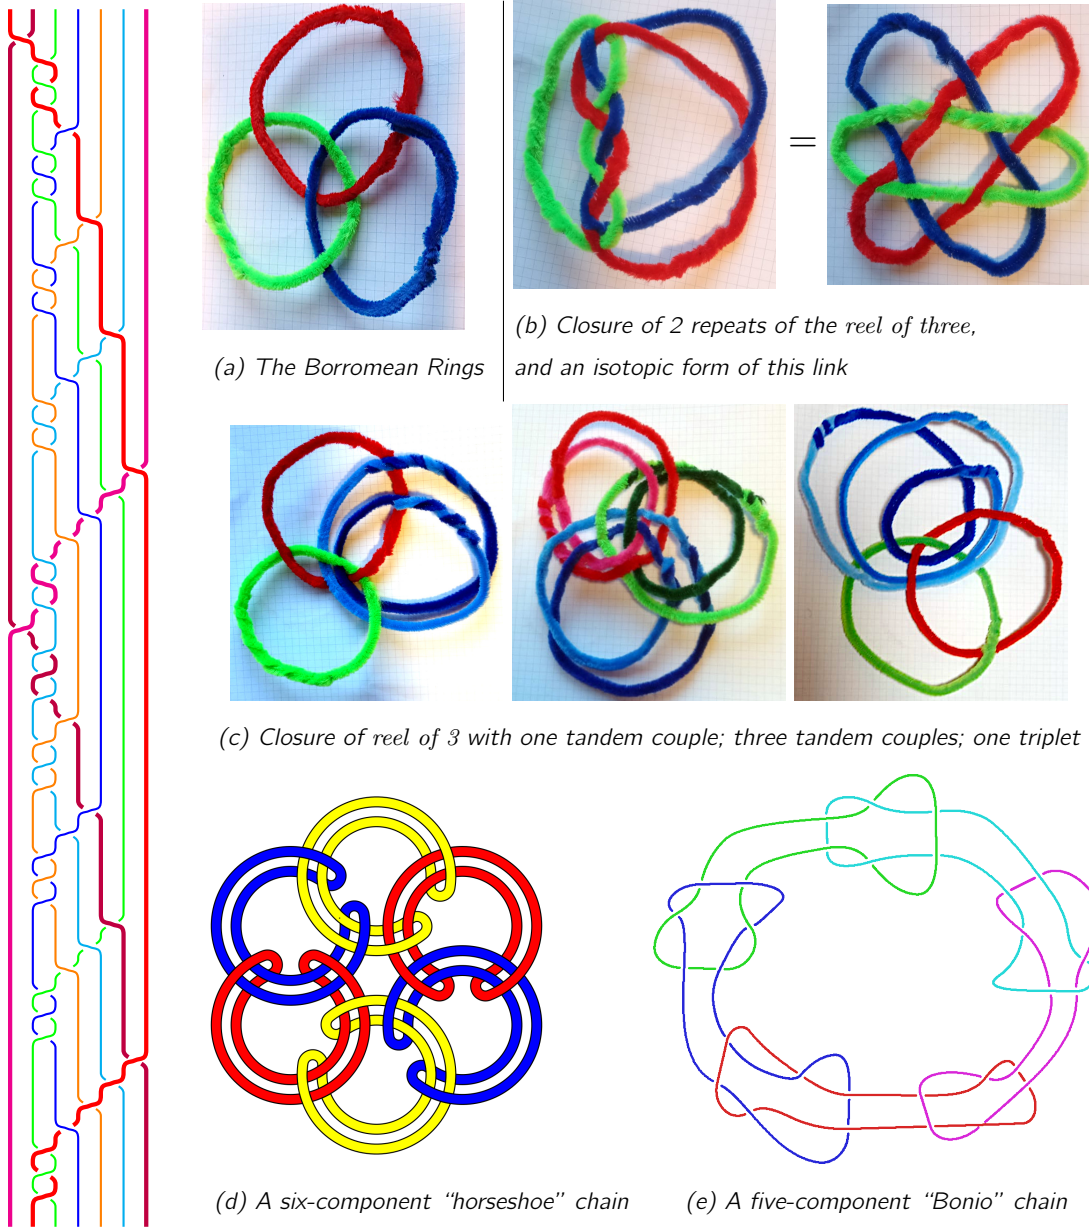 =
(a) The Borromean Rings
(b) Closure of 2 repeats of the reel of three,
and an isotopic form of this link
(c) Closure of reel of 3 with one tandem couple; three tandem couples; one triplet
(d) A six-component “horseshoe” chain
(e) A five-component “Bonio” chain